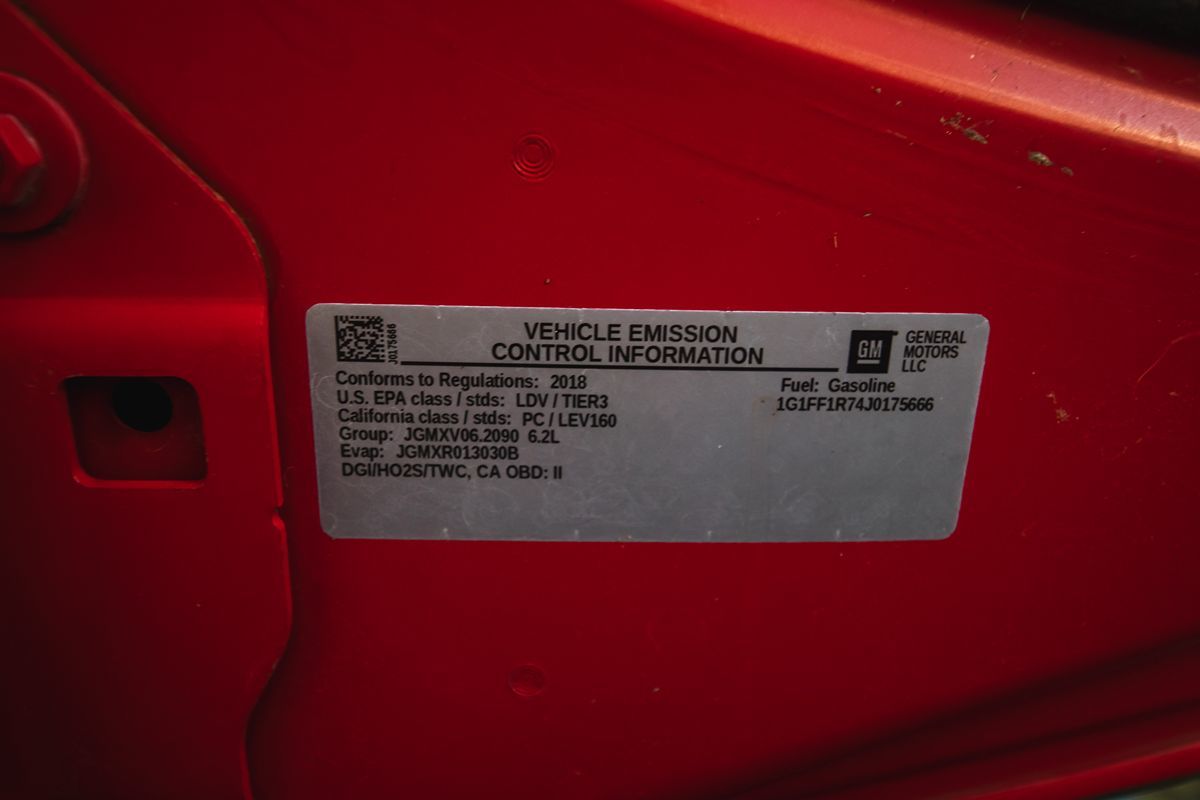 J0175666
VEHICLE EMISSION
CONTROL INFORMATION
GM
GENERAL
MOTORS
LLC
Conforms to Regulations: 2018
U.S. EPA class / stds: LDV / TIER3
California class / stds: PC / LEV160
Group: JGMXV06.2090 6.2L
Evap: JGMXR013030B
DGI/HO2S/TWC, CA OBD: II
Fuel: Gasoline
1G1FF1R74J0175666